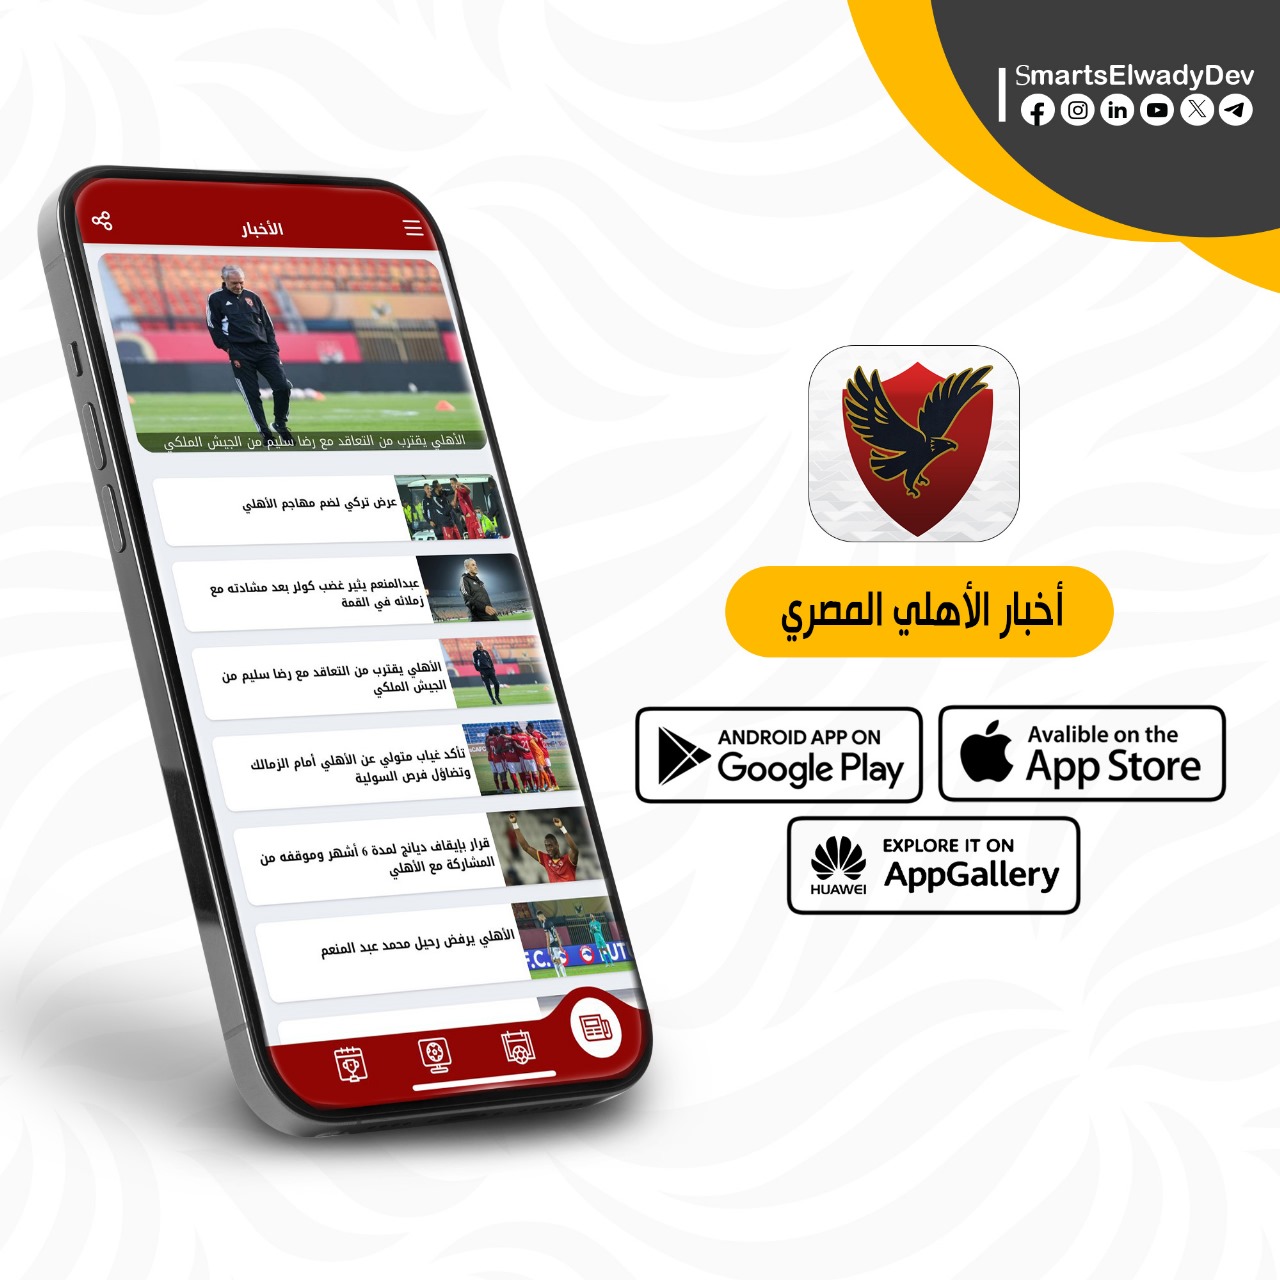 SmartsElwadyDev
الأخبار
الأهلي يقترب من التعاقد مع رضا سليم من الجيش الملكي
عرض تركي لضم مهاجم الأهلي
عبدالمنعم يثير غضب كولر بعد مشادته مع
زملائه في القمة
الأهلي يقترب من التعاقد مع رضا سليم من
الجيش الملكي
تأكد غياب متولي عن الأهلي أمام الزمالك
وتضاؤل فرص السولية
قرار بإيقاف ديانج لمدة 6 أشهر وموقفه من
المشاركة مع الأهلي
الأهلي يرفض رحيل محمد عبد المنعم
F.C.
FUT
أخبار الأهلي المصري
ANDROID APP ON
Google Play
Avalible on the
App Store
HUAWEI
EXPLORE IT ON
AppGallery